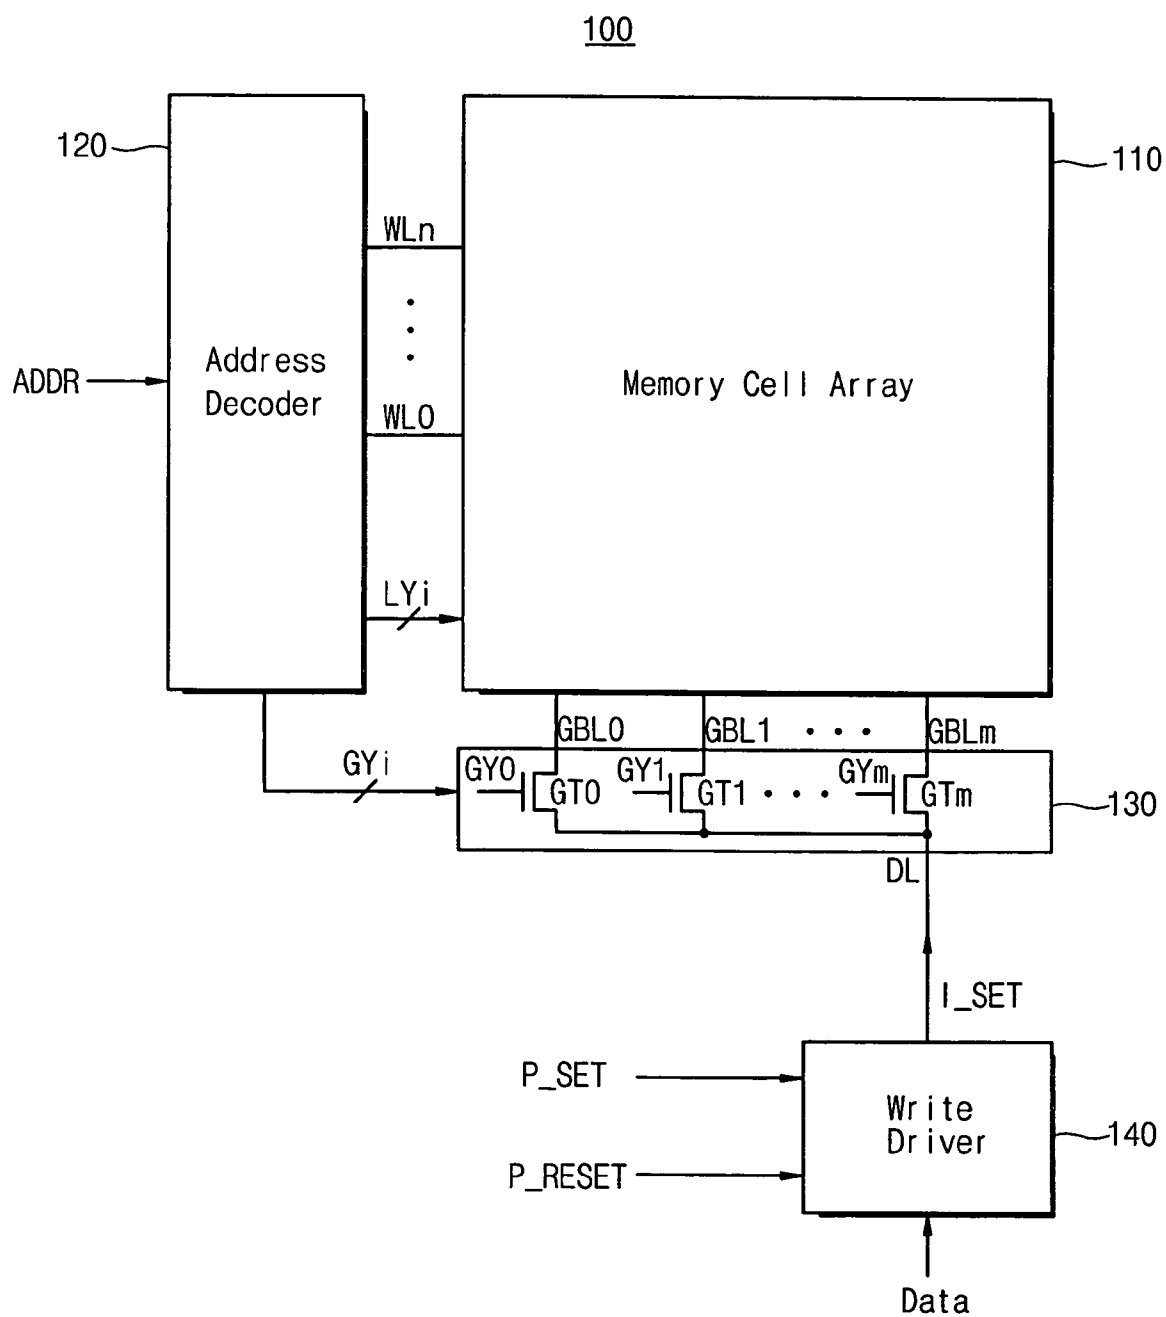 100
120
110
WLn
Address
Decoder
ADDR
Memory Cell Array
WL0
LYi
GBL0
GBL1
GBLm
GYi
GY0
GT0
GY1
GT1
GYm
GTm
130
DL
I_SET
P_SET
Write
Driver
140
P_RESET
Data